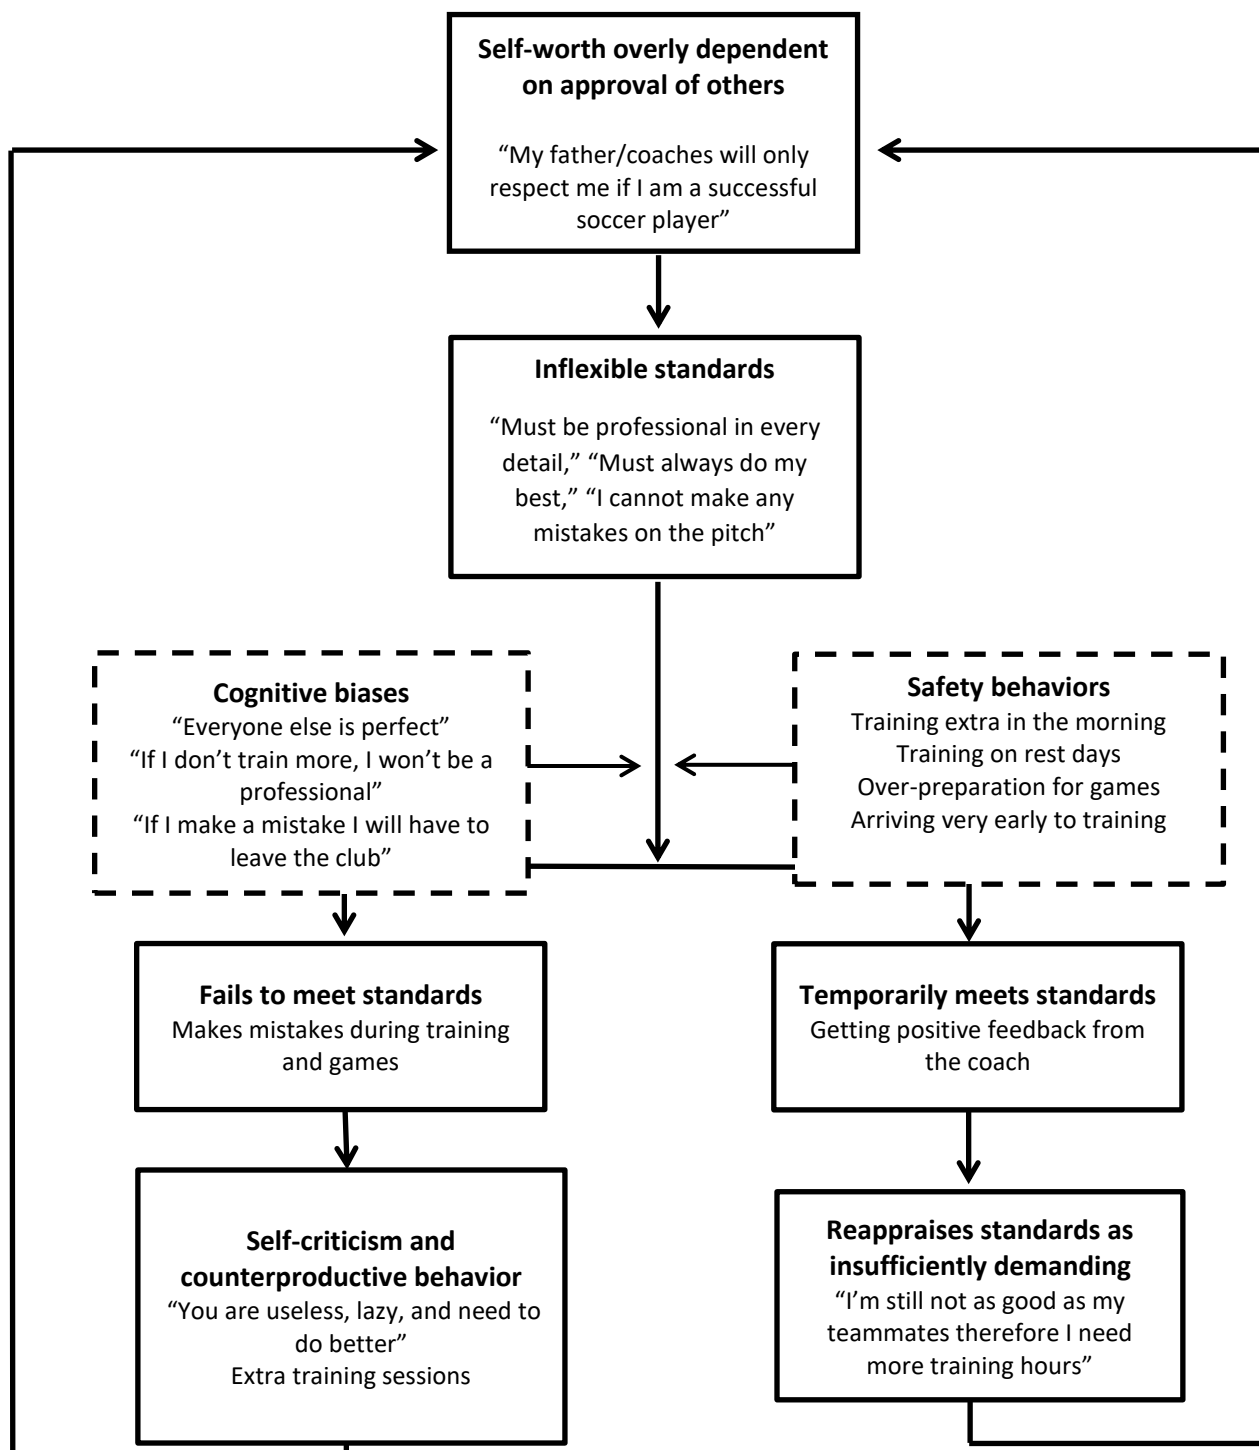 Self-worth overly dependent
on approval of others
“My father/coaches will only
respect me if I am a successful
soccer player”
Inflexible standards
“Must be professional in every
detail,” “Must always do my
best,” “I cannot make any
mistakes on the pitch”
Cognitive biases
“Everyone else is perfect”
“If I don’t train more, I won’t be a
professional”
“If I make a mistake I will have to
leave the club”
Safety behaviors
Training extra in the morning
Training on rest days
Over-preparation for games
Arriving very early to training
Fails to meet standards
Makes mistakes during training
and games
Temporarily meets standards
Getting positive feedback from
the coach
Self-criticism and
counterproductive behavior
“You are useless, lazy, and need to
do better”
Extra training sessions
Reappraises standards as
insufficiently demanding
“I’m still not as good as my
teammates therefore I need
more training hours”